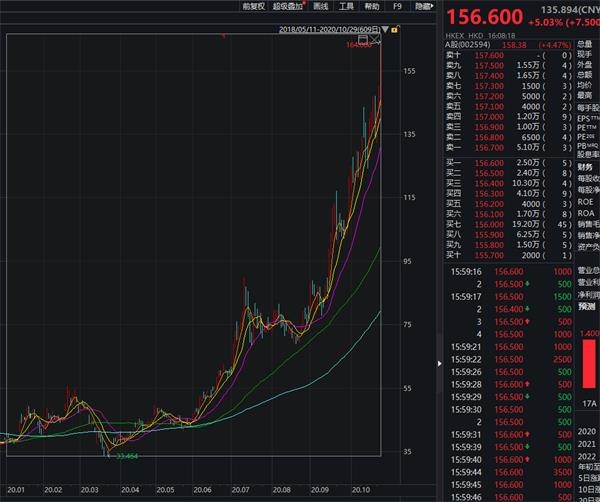 前复权 超级叠加 画线 工具 帮助 F9 隐藏
2018/05/11-2020/10/29(609日)
155
135
115
95
75
55
35
33.464
20.01 20.02 20.03 20.04 20.05 20.06 20.07 20.08 20.09 20.10
156.600 135.894(CNY
+5.03% (+7.500
HKEX HKD 16:08:18
A股(002594) 158.38 (+4.47%) 总量
卖十 157.600 - ( 0) 现手
卖九 157.500 1.55万 ( 4) 外盘
卖八 157.400 1.65万 ( 4) 总额
卖七 157.300 1500 ( 3) 均价
卖六 157.200 5000 ( 2) 最高
卖五 157.100 4000 ( 2) 每手股
卖四 157.000 1.20万 ( 9) EPS TTM
卖三 156.900 1.00万 ( 3) PE TTM
卖二 156.800 6500 ( 4) PE 20E
卖一 156.700 5.10万 ( 3) PB MRQ
股息率
买一 156.600 2.50万 ( 5) 财务
买二 156.500 2.40万 ( 8) 每股收
买三 156.400 10.30万 ( 4) 每股净
买四 156.300 4.10万 ( 9) ROE
买五 156.200 4000 ( 3) ROA
买六 156.100 1.70万 ( 8) 销售毛
买七 156.000 19.20万 ( 45) 销售净
买八 155.900 6.25万 ( 5) 资产负
买九 155.800 1.50万 ( 5)
买十 155.700 2000 ( 1)
15:59:16 156.600 1000 营业总
2 156.500 500 营业利
15:59:17 156.500 1500 净利润
2 156.400 500 预测
3 156.500 500
4 156.500 1000 1.400
15:59:21 156.500 1000
15:59:22 156.500 2500
15:59:26 156.500 500
15:59:28 156.600 500
15:59:29 156.500 500
15:59:30 156.500 500 17A
2 156.500 500
15:59:31 156.600 500 2020
15:59:39 156.500 500 2021
15:59:40 156.600 1000 2022
15:59:44 156.600 3500 年初至
15:59:45 156.600 500 5日涨
15:59:46 156.600 500 10日涨